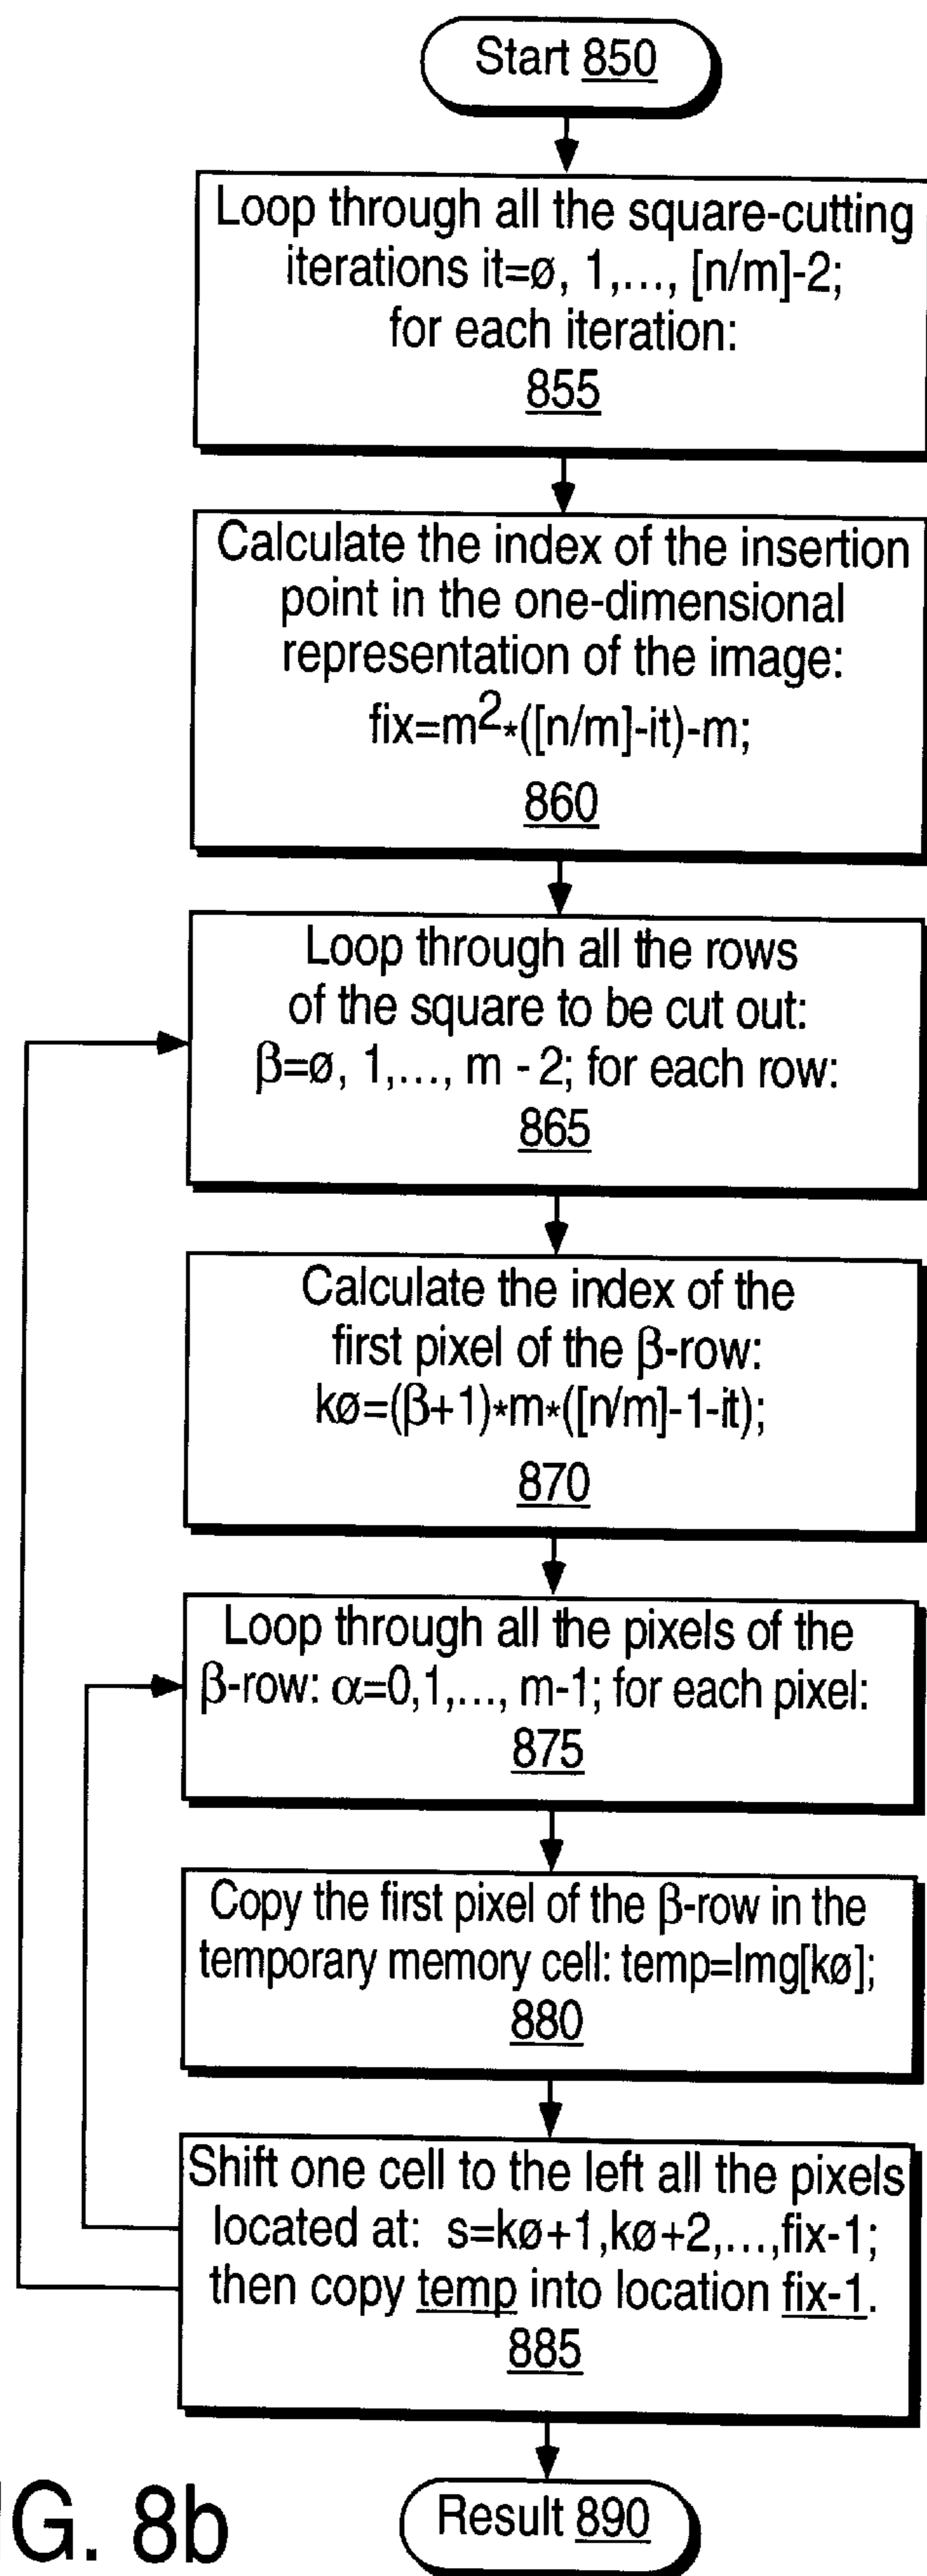 Start 850
Loop through all the square-cutting
iterations it=ø, 1,..., [n/m]-2;
for each iteration:
855
Calculate the index of the insertion
point in the one-dimensional
representation of the image:
fix=m²*([n/m]-it)-m;
860
Loop through all the rows
of the square to be cut out:
β=ø, 1,..., m - 2; for each row:
865
Calculate the index of the
first pixel of the β-row:
kø=(β+1)*m*([n/m]-1-it);
870
Loop through all the pixels of the
β-row: α=0,1,..., m-1; for each pixel:
875
Copy the first pixel of the β-row in the
temporary memory cell: temp=Img[kø];
880
Shift one cell to the left all the pixels
located at: s=kø+1,kø+2,...,fix-1;
then copy temp into location fix-1.
885
Result 890
IG. 8b